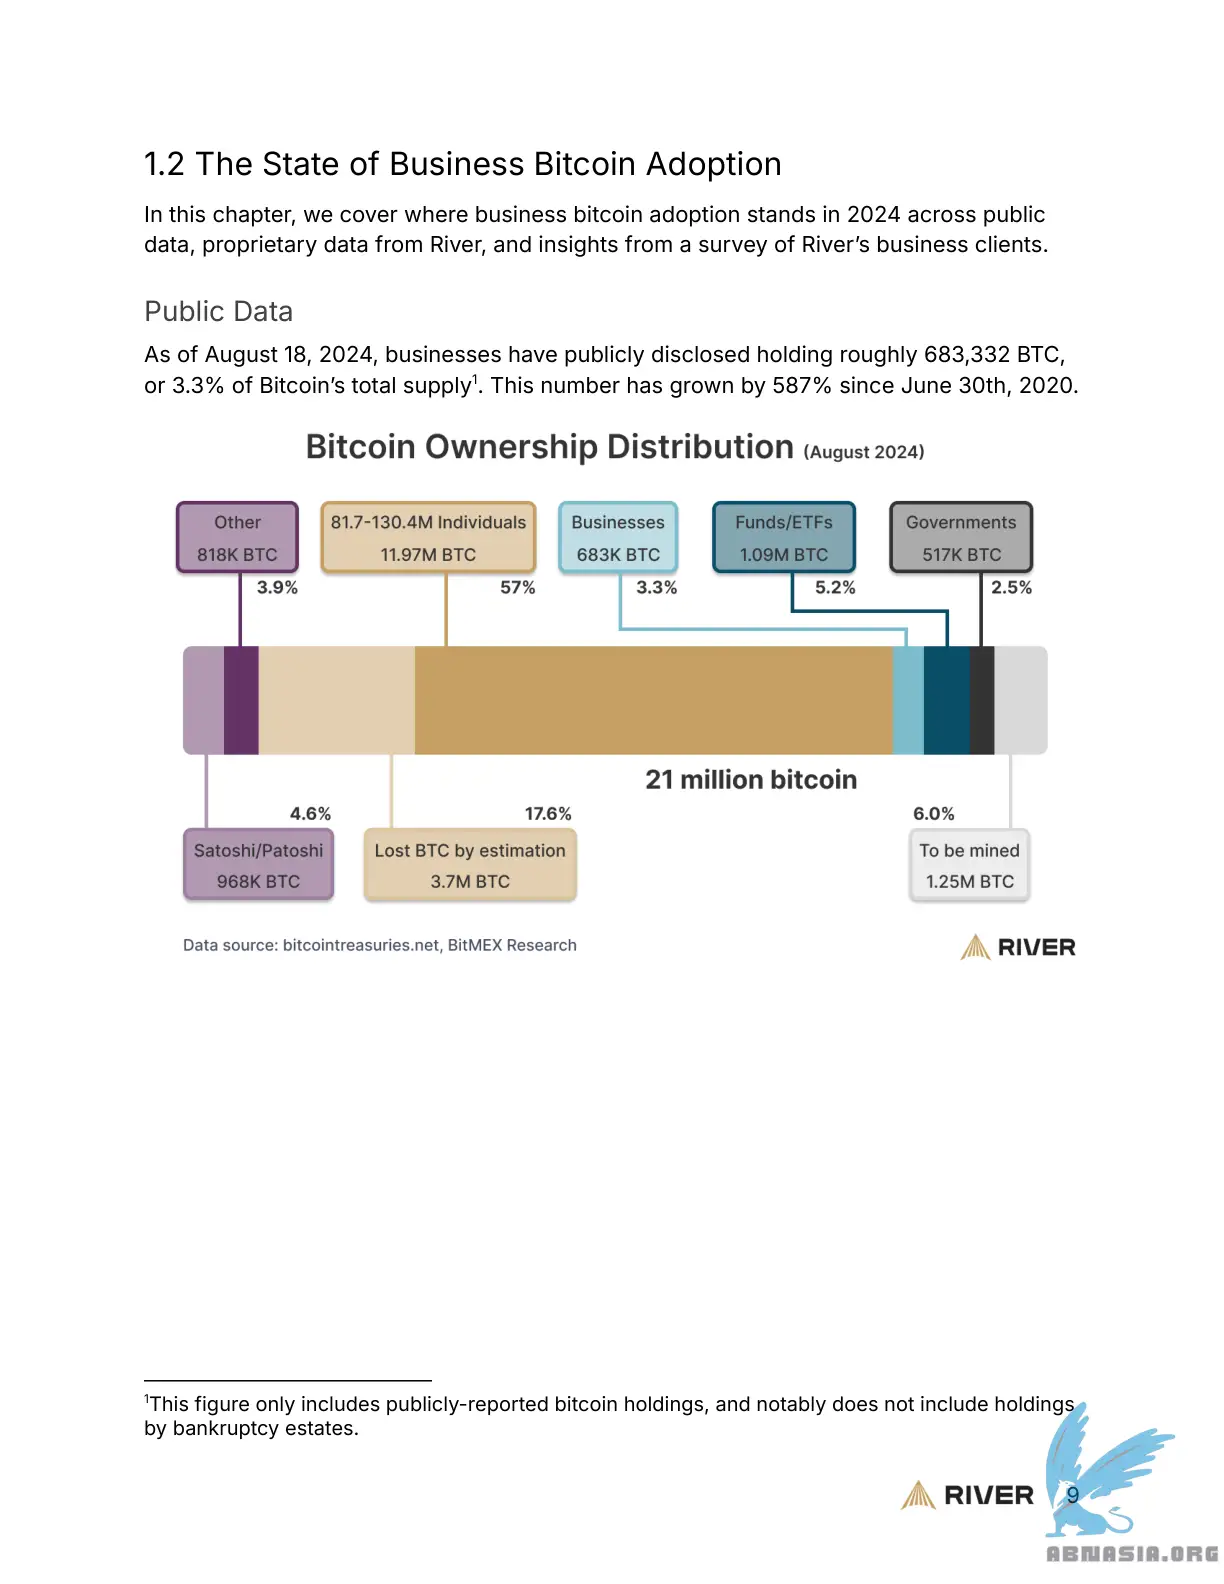 1.2 The State of Business Bitcoin Adoption
In this chapter, we cover where business bitcoin adoption stands in 2024 across public
data, proprietary data from River, and insights from a survey of River’s business clients.
Public Data
As of August 18, 2024, businesses have publicly disclosed holding roughly 683,332 BTC,
or 3.3% of Bitcoin’s total supply¹. This number has grown by 587% since June 30th, 2020.
Bitcoin Ownership Distribution (August 2024)
Other
818K BTC
3.9%
81.7-130.4M Individuals
11.97M BTC
57%
Businesses
683K BTC
3.3%
Funds/ETFs
1.09M BTC
5.2%
Governments
517K BTC
2.5%
21 million bitcoin
4.6%
Satoshi/Patoshi
968K BTC
17.6%
Lost BTC by estimation
3.7M BTC
6.0%
To be mined
1.25M BTC
Data source: bitcointreasuries.net, BitMEX Research
RIVER
¹This figure only includes publicly-reported bitcoin holdings, and notably does not include holdings
by bankruptcy estates.
RIVER
9
ABNASIA.ORG